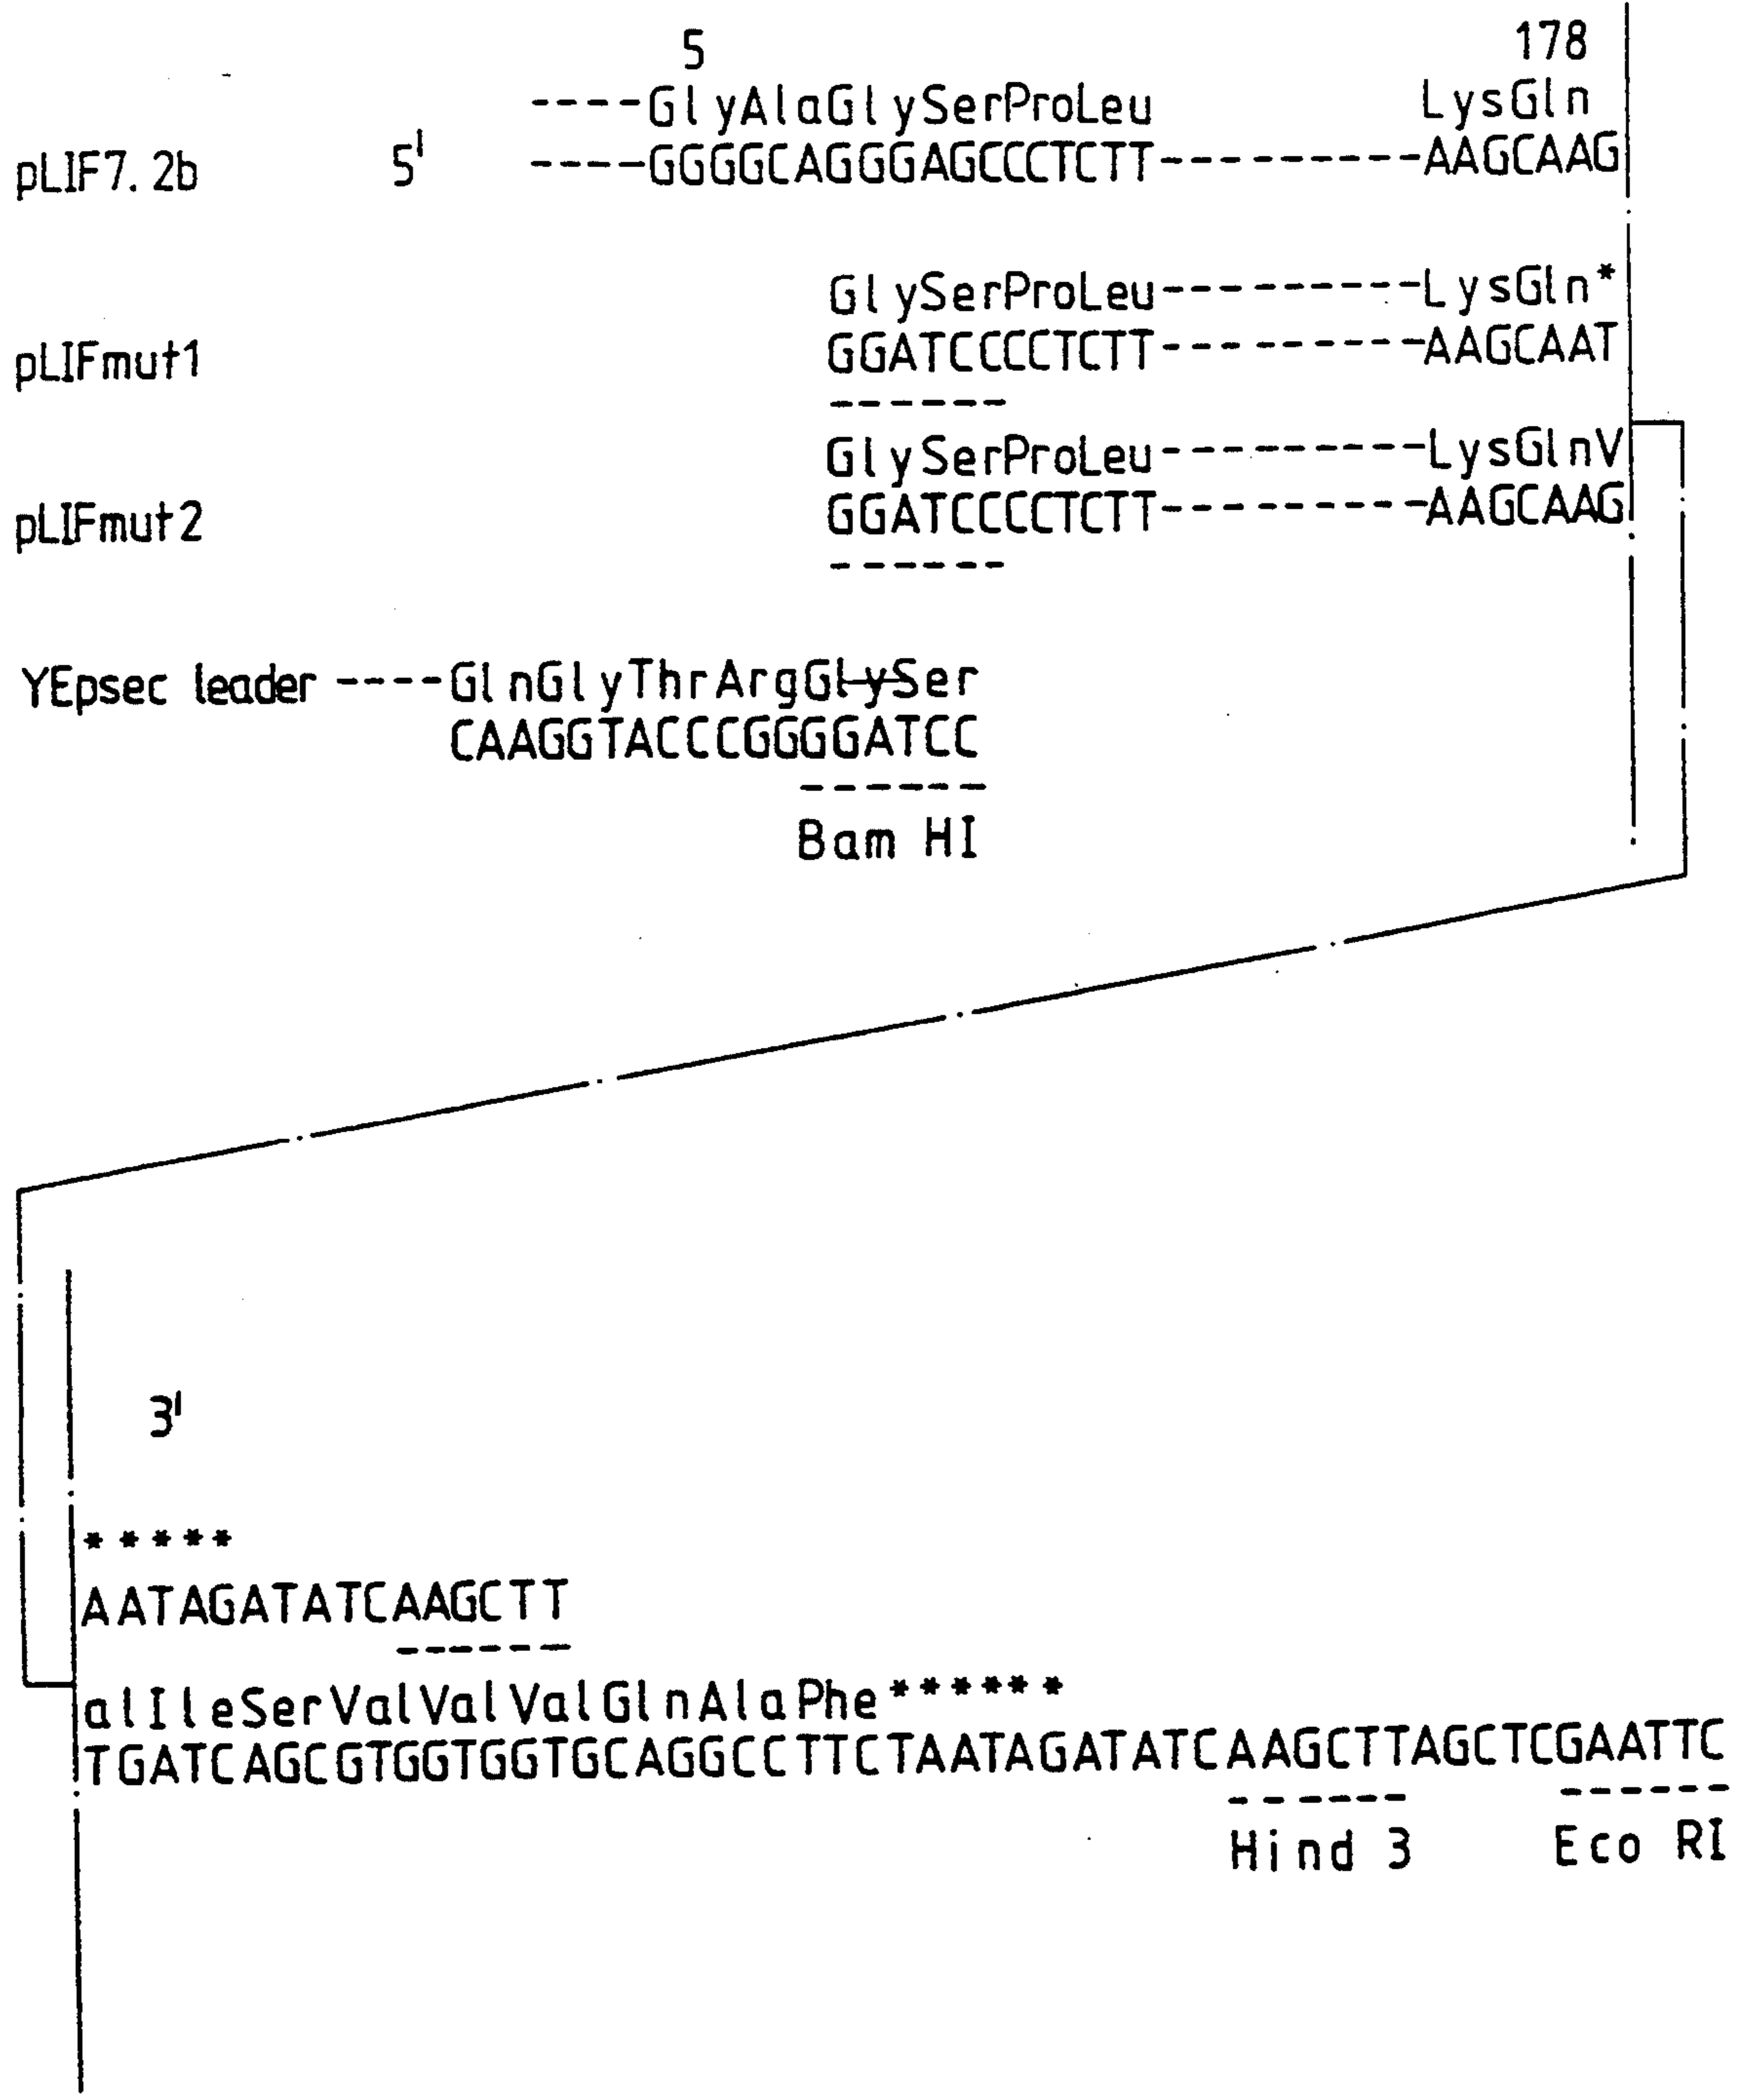 5 178
----GlyAlaGlySerProLeu LysGln
pLIF7.2b 5' ----GGGGCAGGGAGCCCTCTT---------AAGCAAG
GlySerProLeu---------LysGln*
pLIFmut1 GGATCCCCTCTT---------AAGCAAT
------
GlySerProLeu---------LysGlnV
pLIFmut2 GGATCCCCTCTT---------AAGCAAG
------
YEpsec leader ----GlnGlyThrArgGlySer
CAAGGTACCCGGGGATCC
------
Bam HI
3'
*****
AATAGATATCAAGCTT
------
alIleSerValValValGlnAlaPhe******
TGATCAGCGTGGTGGTGCAGGCCTTCTAATAGATATCAAGCTTAGCTCGAATTC
------ ------
Hind 3 Eco RI